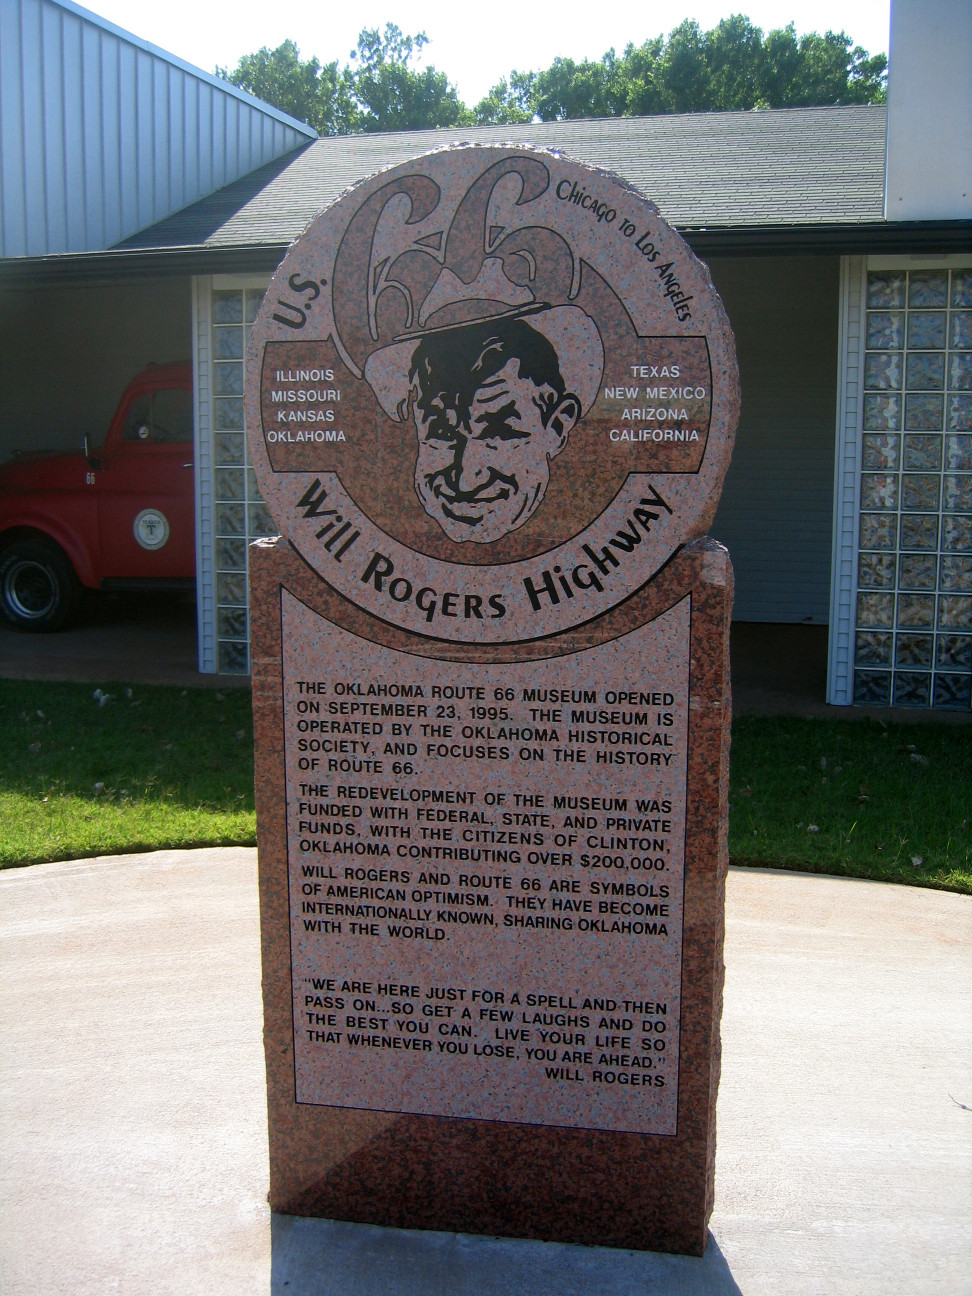 U.S.
66
CHICAGO TO LOS ANGELES
ILLINOIS
MISSOURI
KANSAS
OKLAHOMA
TEXAS
NEW MEXICO
ARIZONA
CALIFORNIA
WILL ROGERS HIGHWAY
THE OKLAHOMA ROUTE 66 MUSEUM OPENED
ON SEPTEMBER 23, 1995. THE MUSEUM IS
OPERATED BY THE OKLAHOMA HISTORICAL
SOCIETY, AND FOCUSES ON THE HISTORY
OF ROUTE 66.
THE REDEVELOPMENT OF THE MUSEUM WAS
FUNDED WITH FEDERAL, STATE, AND PRIVATE
FUNDS, WITH THE CITIZENS OF CLINTON,
OKLAHOMA CONTRIBUTING OVER $200,000.
WILL ROGERS AND ROUTE 66 ARE SYMBOLS
OF AMERICAN OPTIMISM. THEY HAVE BECOME
INTERNATIONALLY KNOWN, SHARING OKLAHOMA
WITH THE WORLD.
"WE ARE HERE JUST FOR A SPELL AND THEN
PASS ON...SO GET A FEW LAUGHS AND DO
THE BEST YOU CAN. LIVE YOUR LIFE SO
THAT WHENEVER YOU LOSE, YOU ARE AHEAD."
WILL ROGERS
66
TEXACO
T